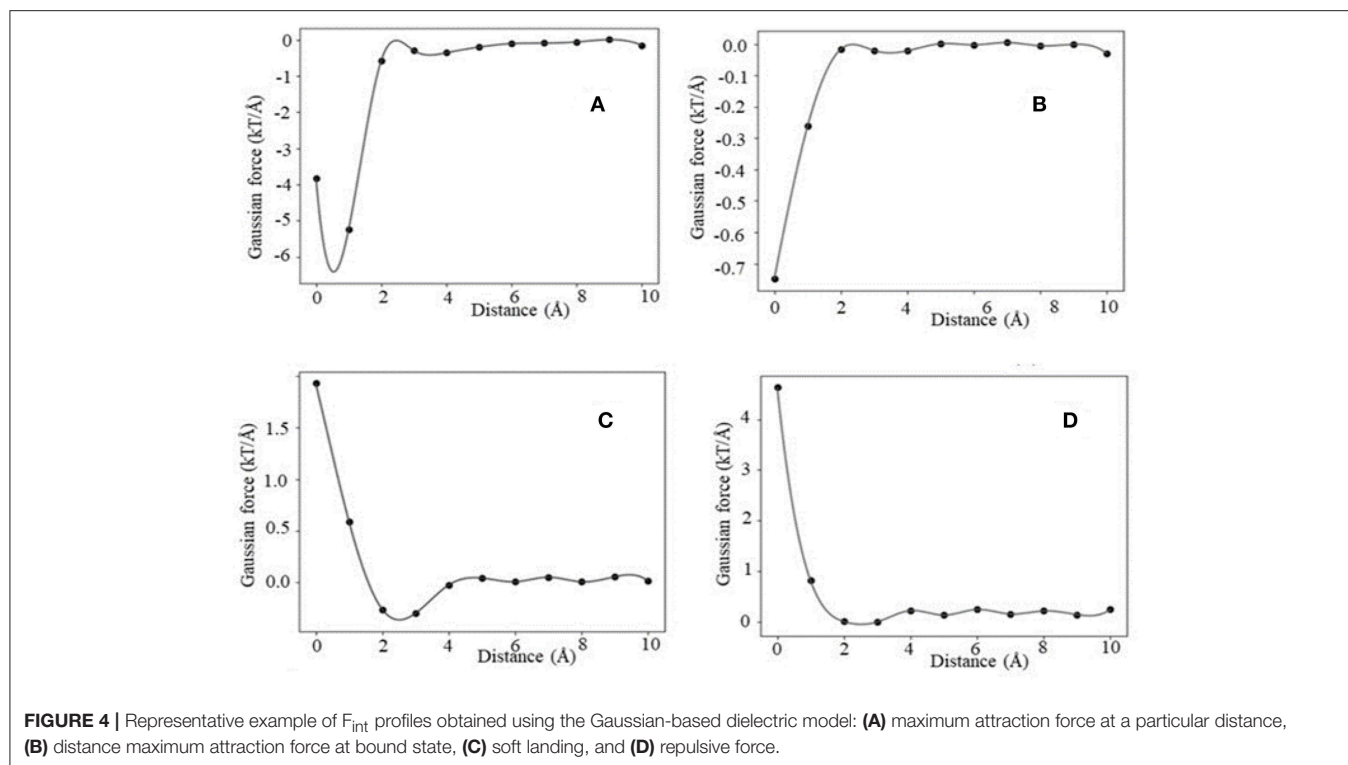 0
-1
-2
-3
-4
-5
-6
Gaussian force (kT/Å)
A
0 2 4 6 8 10
Distance (Å)
0.0
-0.1
-0.2
-0.3
-0.4
-0.5
-0.6
-0.7
Gaussian force (kT/Å)
B
0 2 4 6 8 10
Distance (Å)
1.5
1.0
0.5
0.0
Gaussian force (kT/Å)
C
0 2 4 6 8 10
Distance (Å)
4
3
2
1
0
Gaussian force (kT/Å)
D
0 2 4 6 8 10
Distance (Å)
FIGURE 4 | Representative example of Fint profiles obtained using the Gaussian-based dielectric model: (A) maximum attraction force at a particular distance,
(B) distance maximum attraction force at bound state, (C) soft landing, and (D) repulsive force.